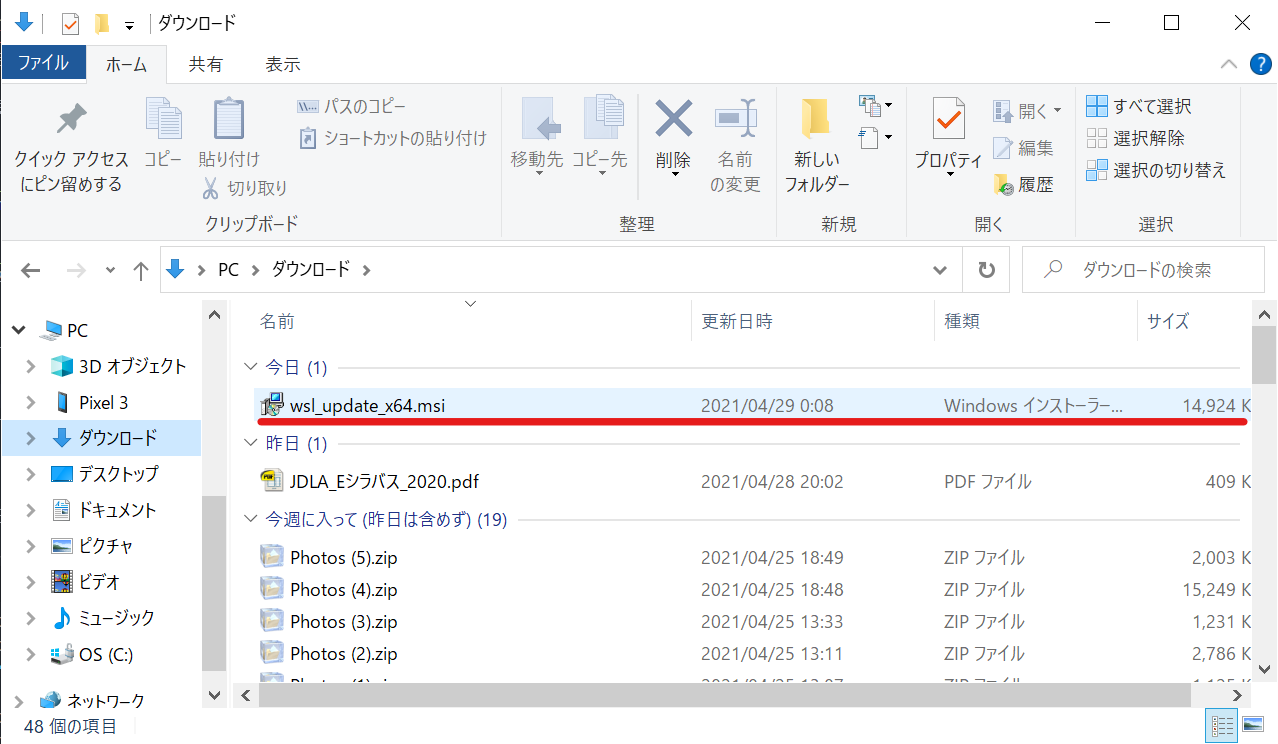 ダウンロード
ファイル ホーム 共有 表示 ?
クイック アクセス
にピン留めする
コピー
貼り付け
切り取り
パスのコピー
ショートカットの貼り付け
クリップボード
移動先
コピー先
削除
名前
の変更
整理
新しい
フォルダー
新規
プロパティ
開く
編集
履歴
開く
すべて選択
選択解除
選択の切り替え
選択
PC ダウンロード
ダウンロードの検索
PC
3D オブジェクト
Pixel 3
ダウンロード
デスクトップ
ドキュメント
ピクチャ
ビデオ
ミュージック
OS (C:)
ネットワーク
名前 更新日時 種類 サイズ
今日 (1)
wsl_update_x64.msi 2021/04/29 0:08 Windows インストーラー... 14,924 K
昨日 (1)
JDLA_Eシラバス_2020.pdf 2021/04/28 20:02 PDF ファイル 409 K
今週に入って (昨日は含めず) (19)
Photos (5).zip 2021/04/25 18:49 ZIP ファイル 2,003 K
Photos (4).zip 2021/04/25 18:48 ZIP ファイル 15,249 K
Photos (3).zip 2021/04/25 13:33 ZIP ファイル 1,231 K
Photos (2).zip 2021/04/25 13:11 ZIP ファイル 2,786 K
48 個の項目